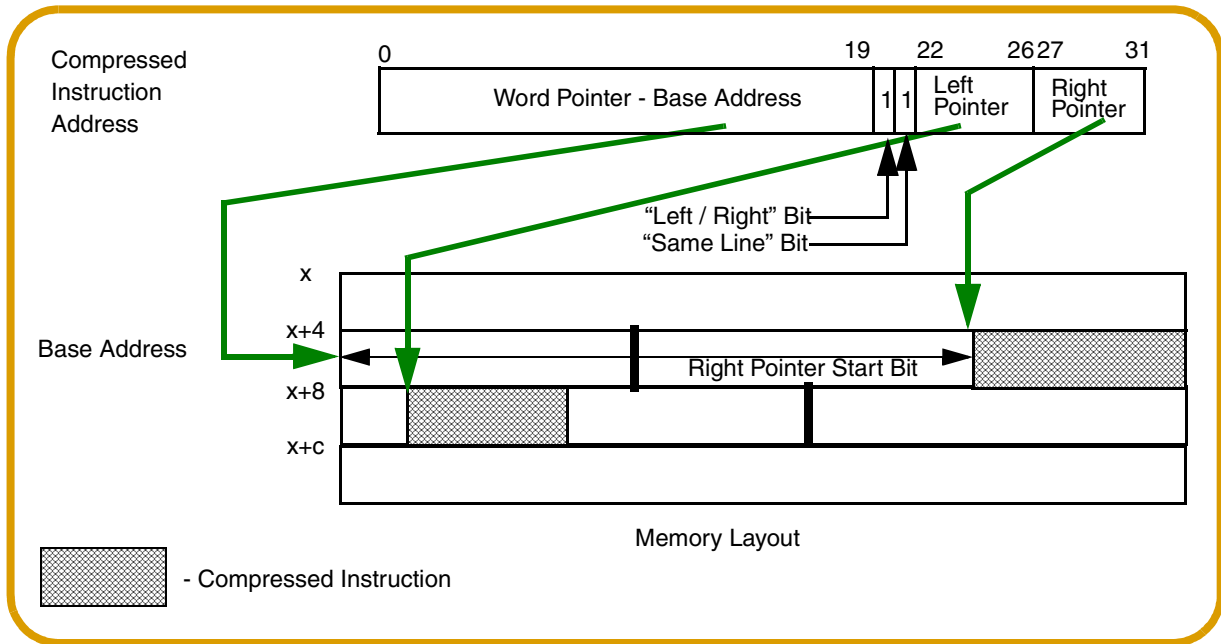 Compressed
Instruction
Address
0 19 22 26 27 31
Word Pointer - Base Address
1 1
Left
Pointer
Right
Pointer
“Left / Right” Bit
“Same Line” Bit
x
x+4
Base Address
Right Pointer Start Bit
x+8
x+c
Memory Layout
- Compressed Instruction